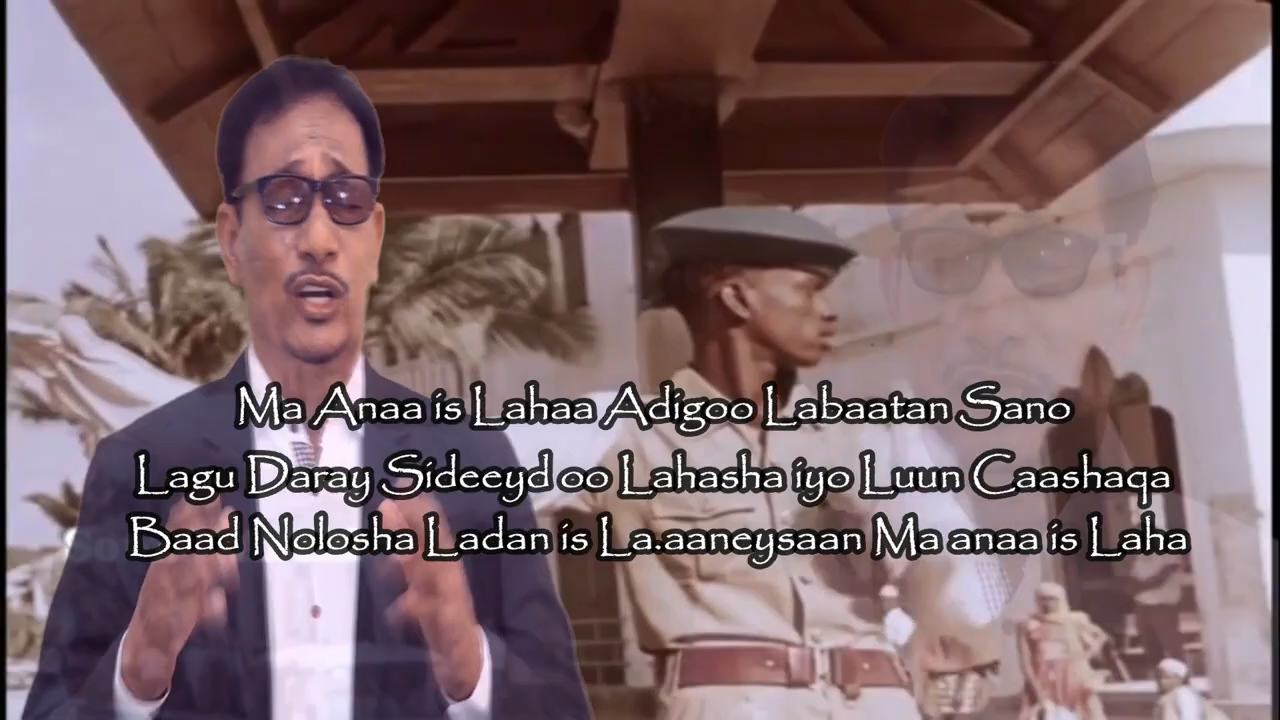 Ma Anaa is Lahaa Adigoo Labaatan Sano
Lagu Daray Sideeyd oo Lahasha iyo Luun Caashaqa
Baad Nolosha Ladan is La.aaneysaan Ma anaa is Laha